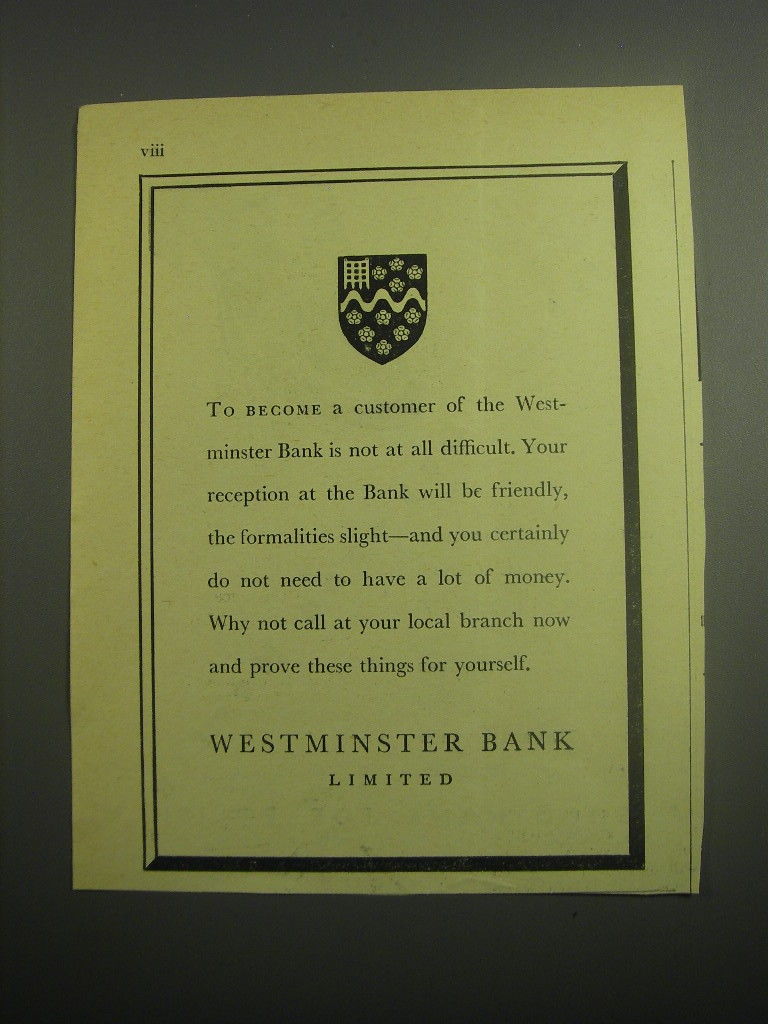 viii
To become a customer of the West-
minster Bank is not at all difficult. Your
reception at the Bank will be friendly,
the formalities slight—and you certainly
do not need to have a lot of money.
Why not call at your local branch now
and prove these things for yourself.
WESTMINSTER BANK
LIMITED